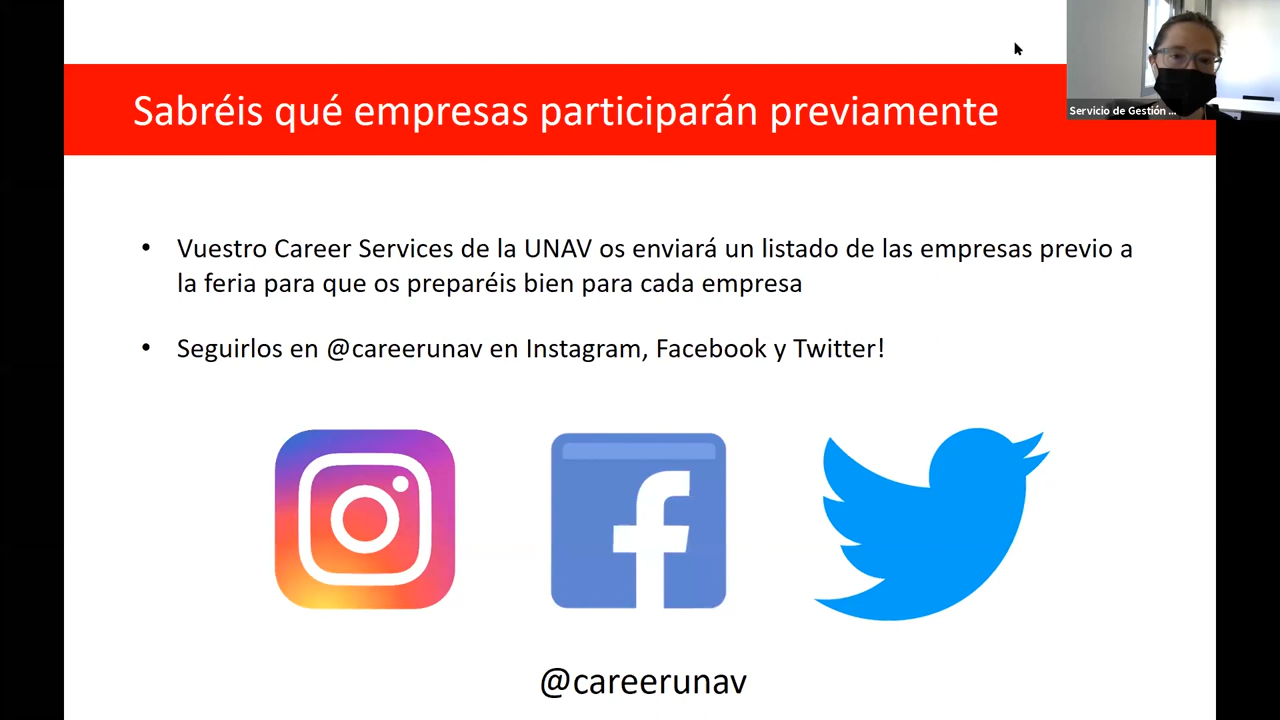 Sabréis qué empresas participarán previamente
Servicio de Gestión ...
• Vuestro Career Services de la UNAV os enviará un listado de las empresas previo a
la feria para que os preparéis bien para cada empresa
• Seguirlos en @careerunav en Instagram, Facebook y Twitter!
@careerunav